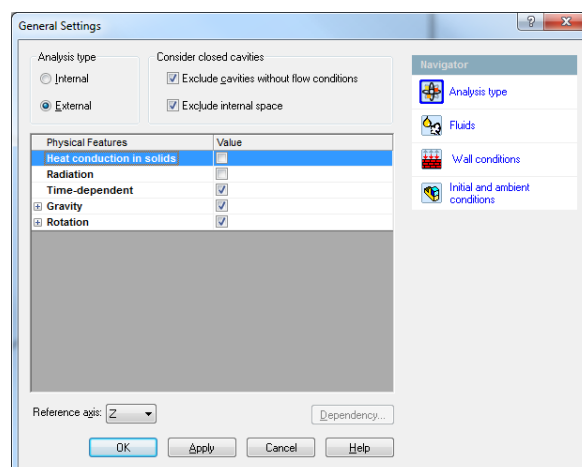 General Settings
Analysis type
Internal
External
Consider closed cavities
Exclude cavities without flow conditions
Exclude internal space
Physical Features Value
Heat conduction in solids
Radiation
Time-dependent
Gravity
Rotation
Reference axis: Z
Dependency...
OK Apply Cancel Help
Navigator
Analysis type
Fluids
Wall conditions
Initial and ambient
conditions